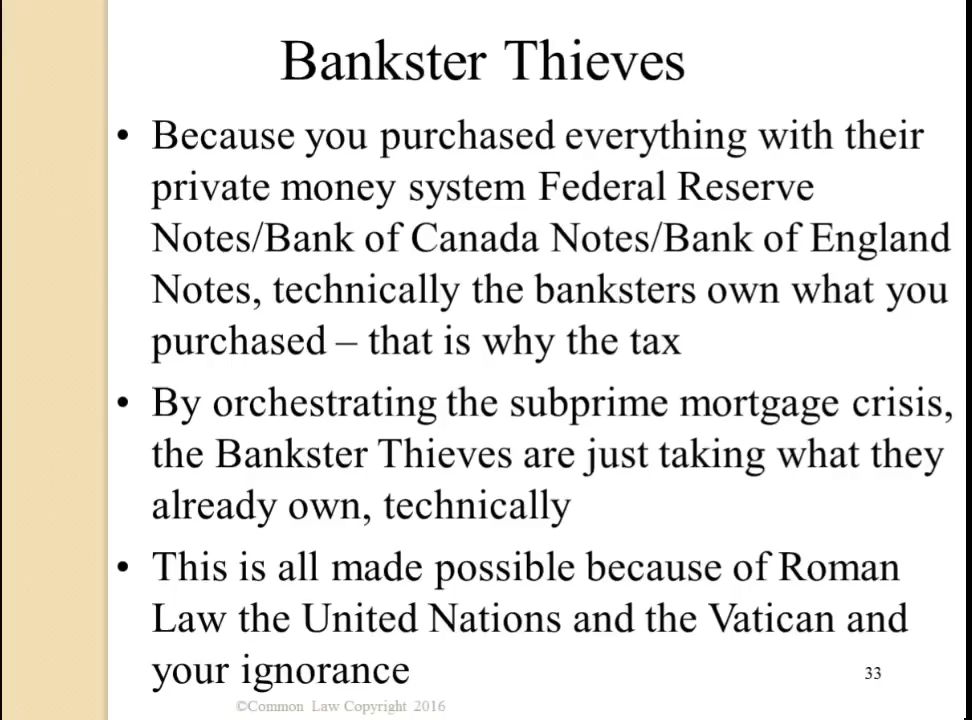 Bankster Thieves
• Because you purchased everything with their
private money system Federal Reserve
Notes/Bank of Canada Notes/Bank of England
Notes, technically the banksters own what you
purchased – that is why the tax
• By orchestrating the subprime mortgage crisis,
the Bankster Thieves are just taking what they
already own, technically
• This is all made possible because of Roman
Law the United Nations and the Vatican and
your ignorance
33
©Common Law Copyright 2016